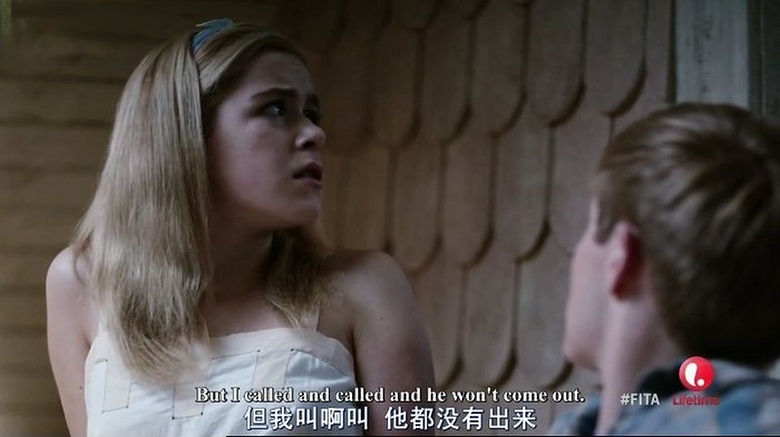 But I called and called and he won't come out.
但我叫啊叫 他都没有出来
#FITA
Lifetime